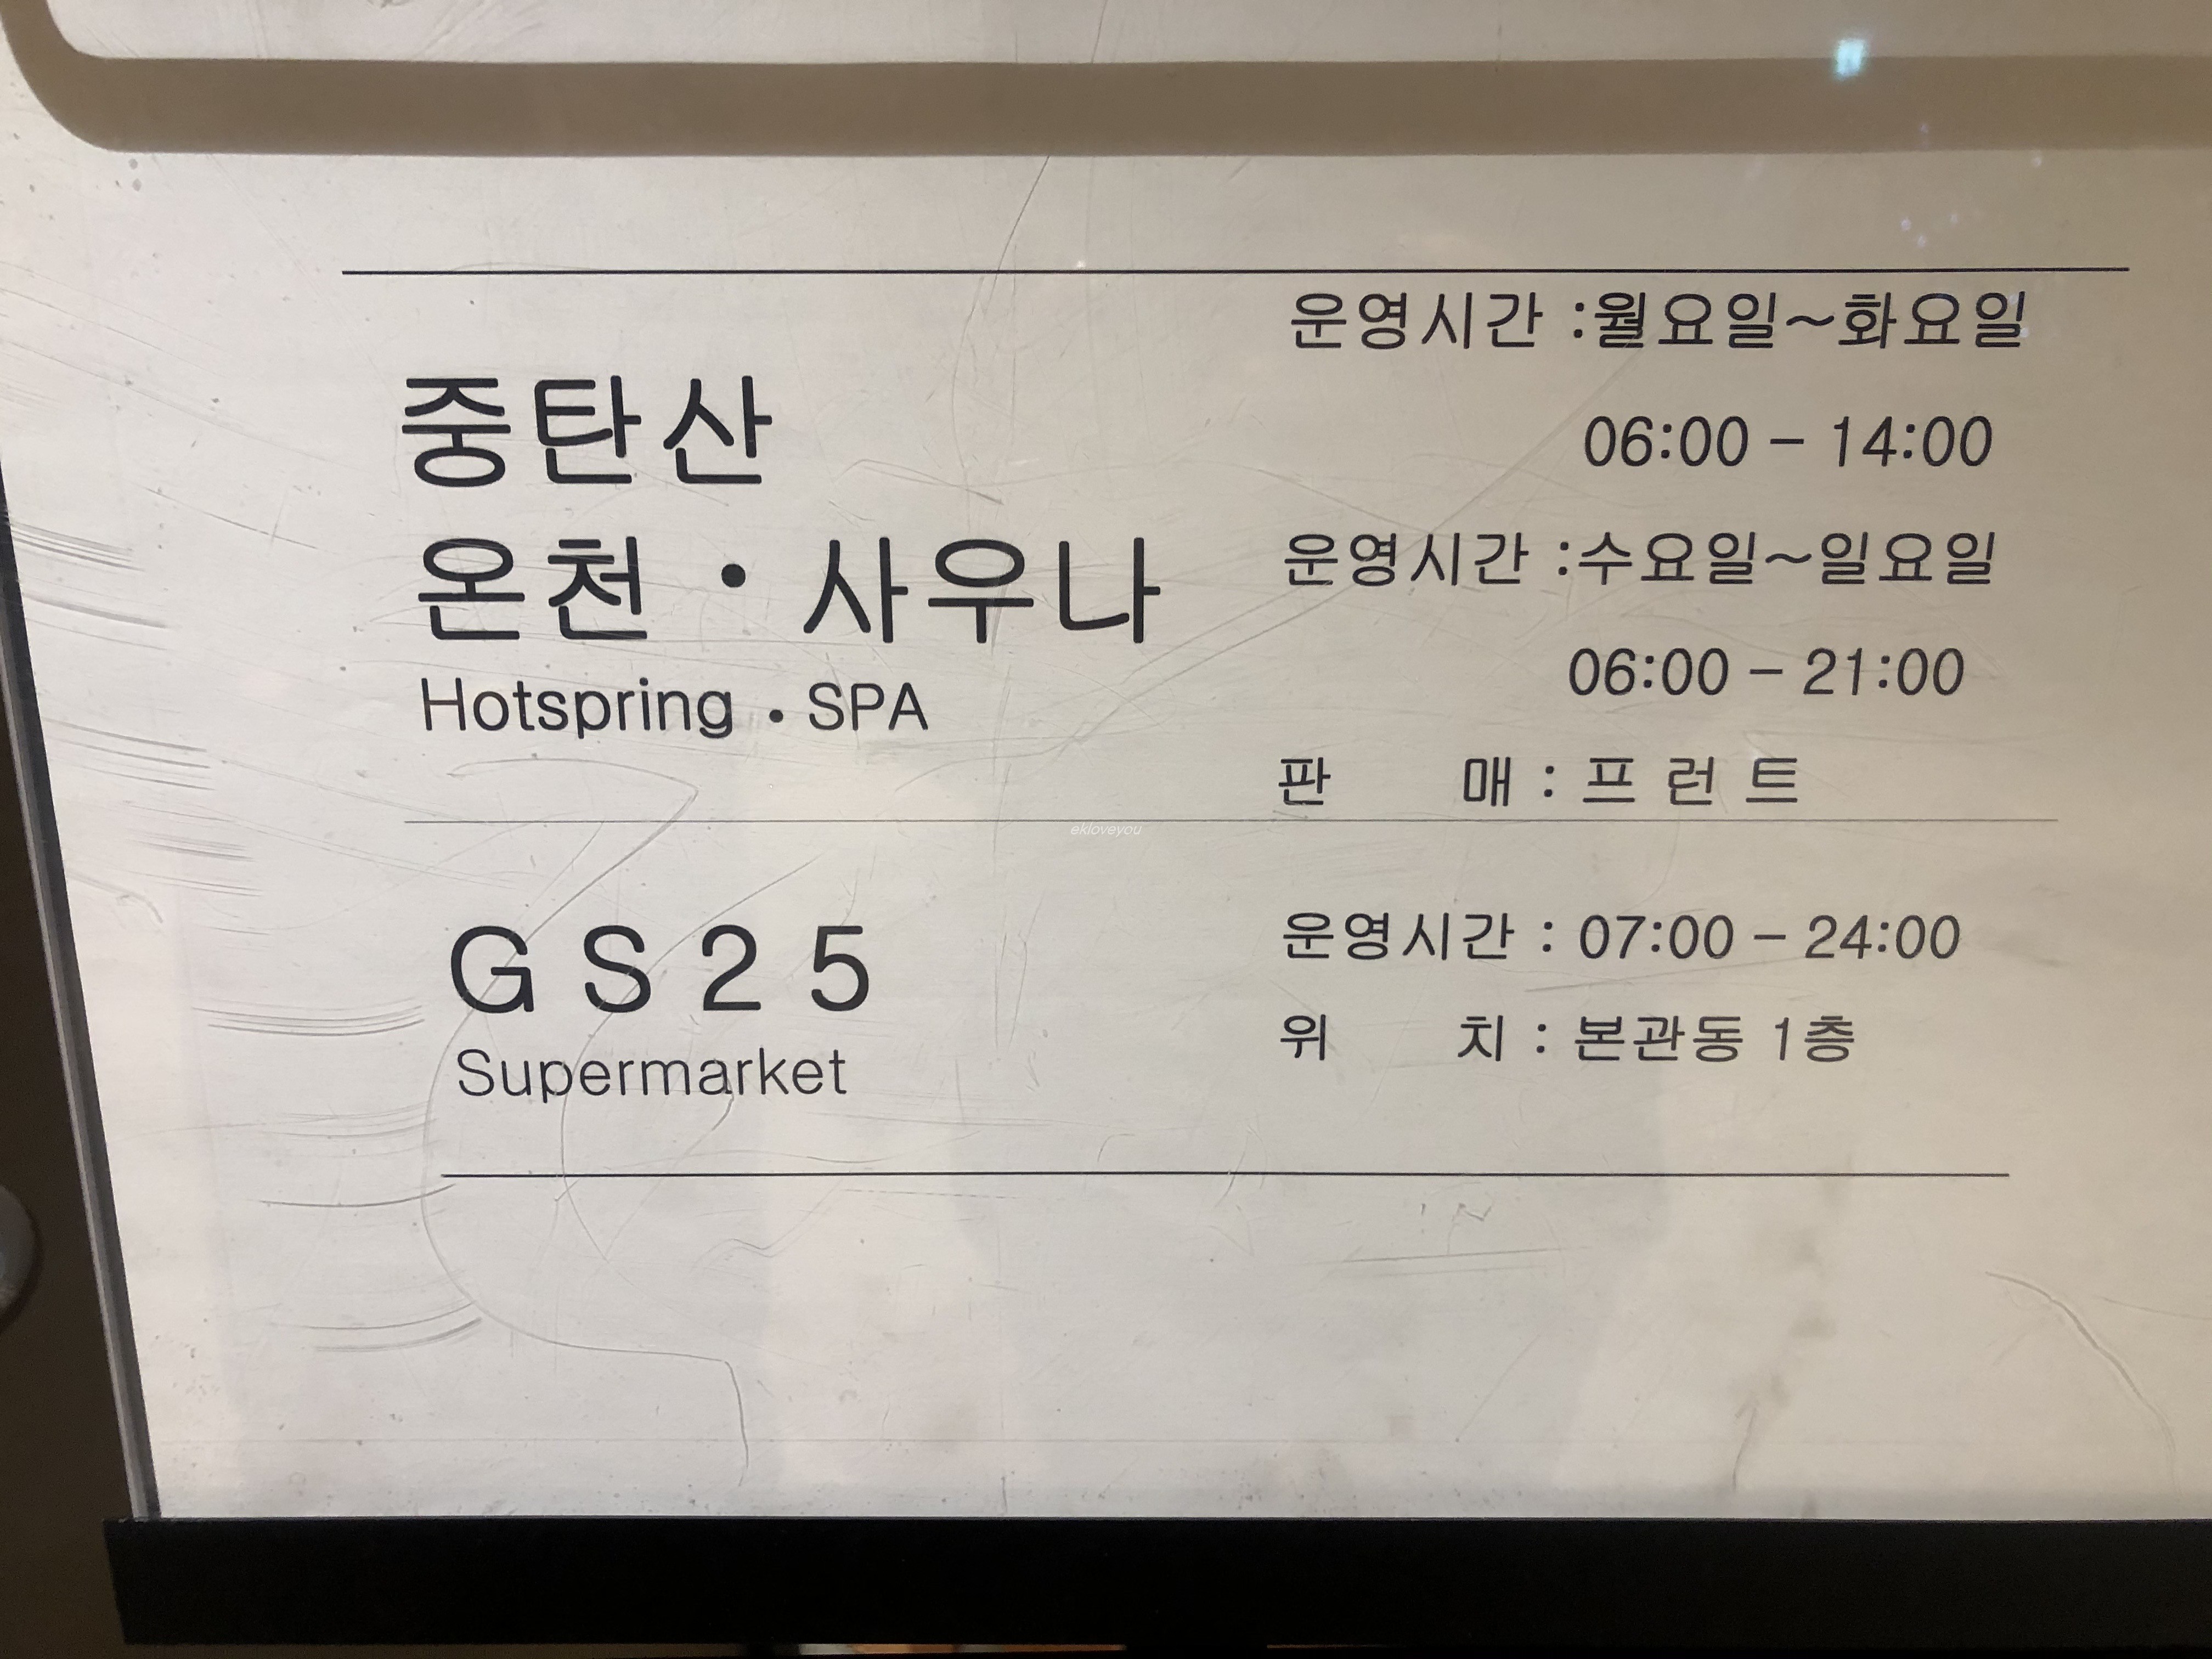 중탄산
온천 · 사우나
Hotspring · SPA
운영시간 :월요일~화요일
06:00 – 14:00
운영시간 :수요일~일요일
06:00 – 21:00
판 매 : 프 런 트
ekloveyou
G S 2 5
Supermarket
운영시간 : 07:00 – 24:00
위 치 : 본관동 1층